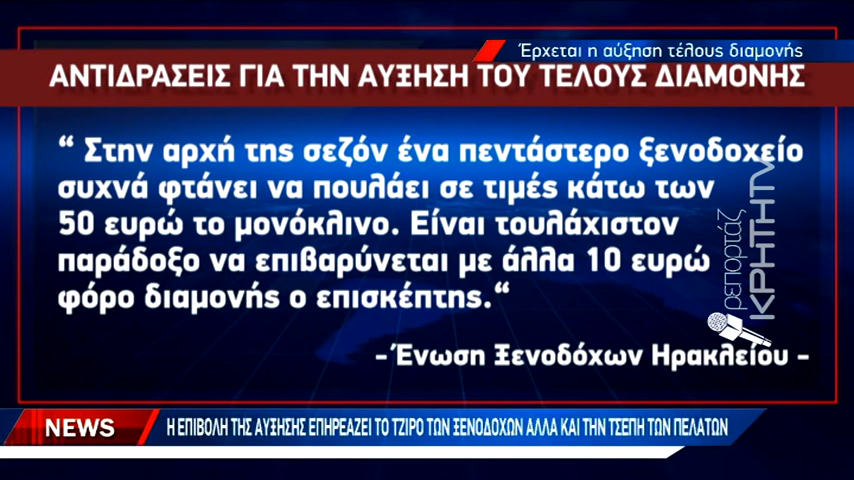 Έρχεται η αύξηση τέλους διαμονής
ΑΝΤΙΔΡΑΣΕΙΣ ΓΙΑ ΤΗΝ ΑΥΞΗΣΗ ΤΟΥ ΤΕΛΟΥΣ ΔΙΑΜΟΝΗΣ
“ Στην αρχή της σεζόν ένα πεντάστερο ξενοδοχείο
συχνά φτάνει να πουλάει σε τιμές κάτω των
50 ευρώ το μονόκλινο. Είναι τουλάχιστον
παράδοξο να επιβαρύνεται με άλλα 10 ευρώ
φόρο διαμονής ο επισκέπτης.“
- Ένωση Ξενοδόχων Ηρακλείου -
ρεπορτάζ
ΚΡΗΤΗTV
NEWS
Η ΕΠΙΒΟΛΗ ΤΗΣ ΑΥΞΗΣΗΣ ΕΠΗΡΕΑΖΕΙ ΤΟ ΤΖΙΡΟ ΤΩΝ ΞΕΝΟΔΟΧΩΝ ΑΛΛΑ ΚΑΙ ΤΗΝ ΤΣΕΠΗ ΤΩΝ ΠΕΛΑΤΩΝ